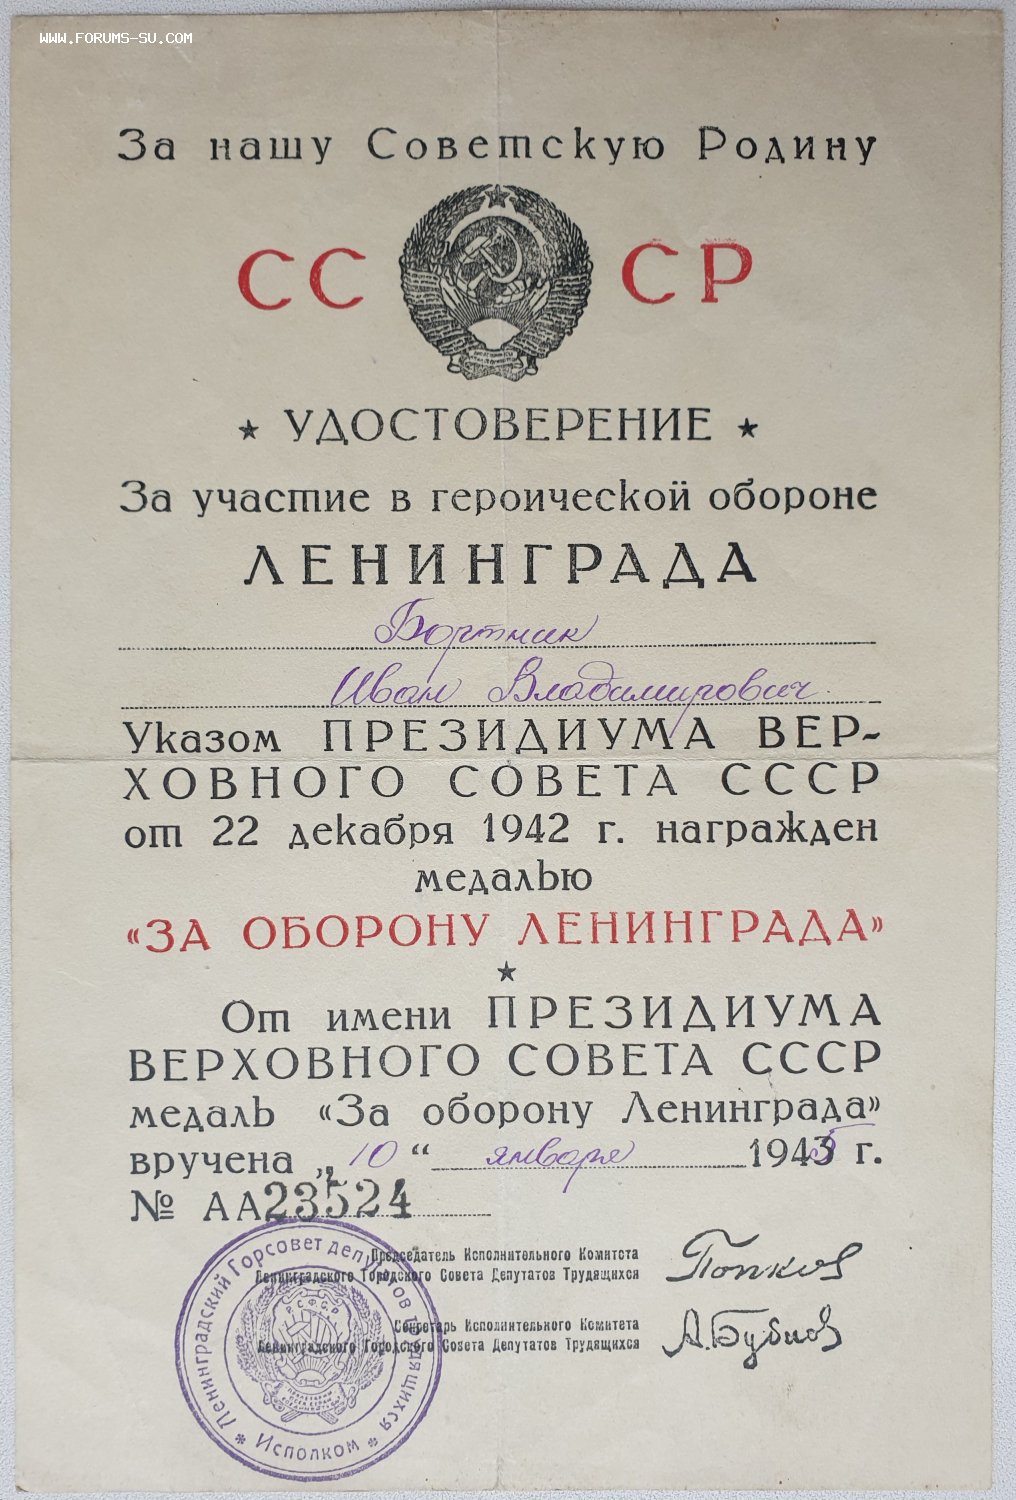 WWW.FORUMS-SU.COM
За нашу Советскую Родину
СС СР
★ УДОСТОВЕРЕНИЕ ★
За участие в героической обороне
ЛЕНИНГРАДА
Бортник
Иван Владимирович.
Указом ПРЕЗИДИУМА ВЕР-
ХОВНОГО СОВЕТА СССР
от 22 декабря 1942 г. награжден
медалью
«ЗА ОБОРОНУ ЛЕНИНГРАДА»
★
От имени ПРЕЗИДИУМА
ВЕРХОВНОГО СОВЕТА СССР
медаль «За оборону Ленинграда»
вручена „10“ января 1945 г.
№ АА23524
Председатель Исполнительного Комитета
Ленинградского Городского Совета Депутатов Трудящихся
Попков
Секретарь Исполнительного Комитета
Ленинградского Городского Совета Депутатов Трудящихся
А.Бубнов
Ленинградский Горсовет депутатов трудящихся
* Исполком *
Р.С.Ф.С.Р